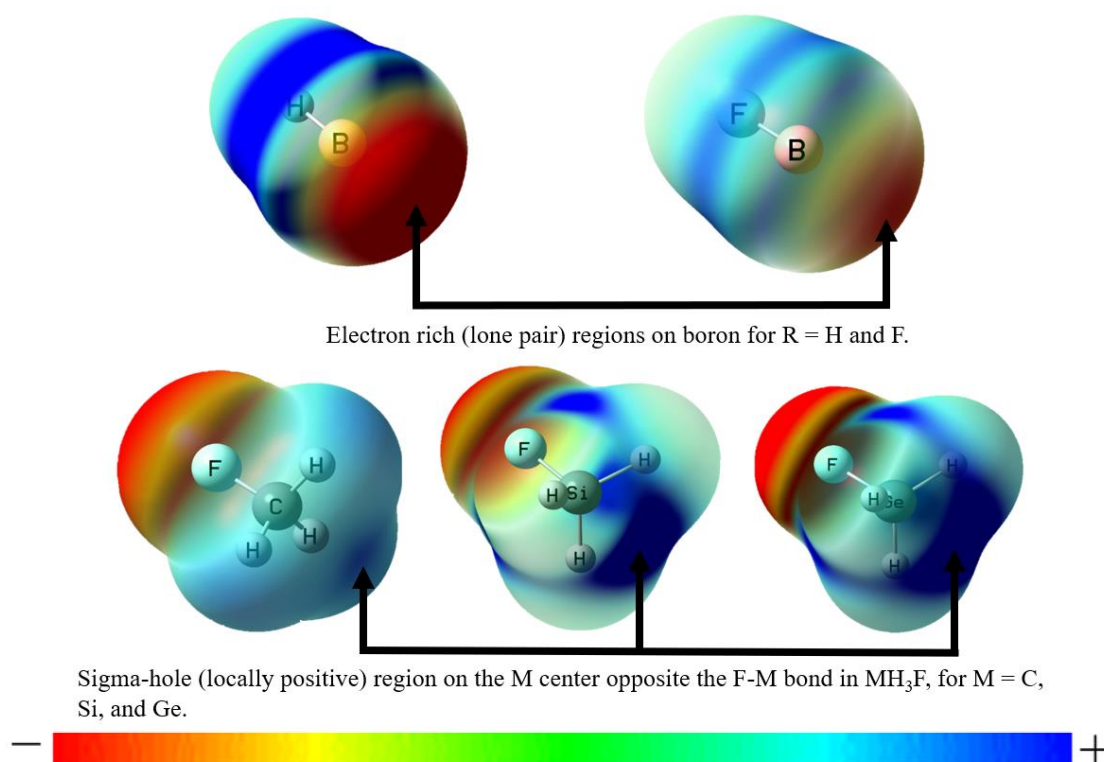 H B
F B
Electron rich (lone pair) regions on boron for R = H and F.
F H C H H
F H Si H H
F H Ge H H
Sigma-hole (locally positive) region on the M center opposite the F-M bond in MH₃F, for M = C,
Si, and Ge.
− +